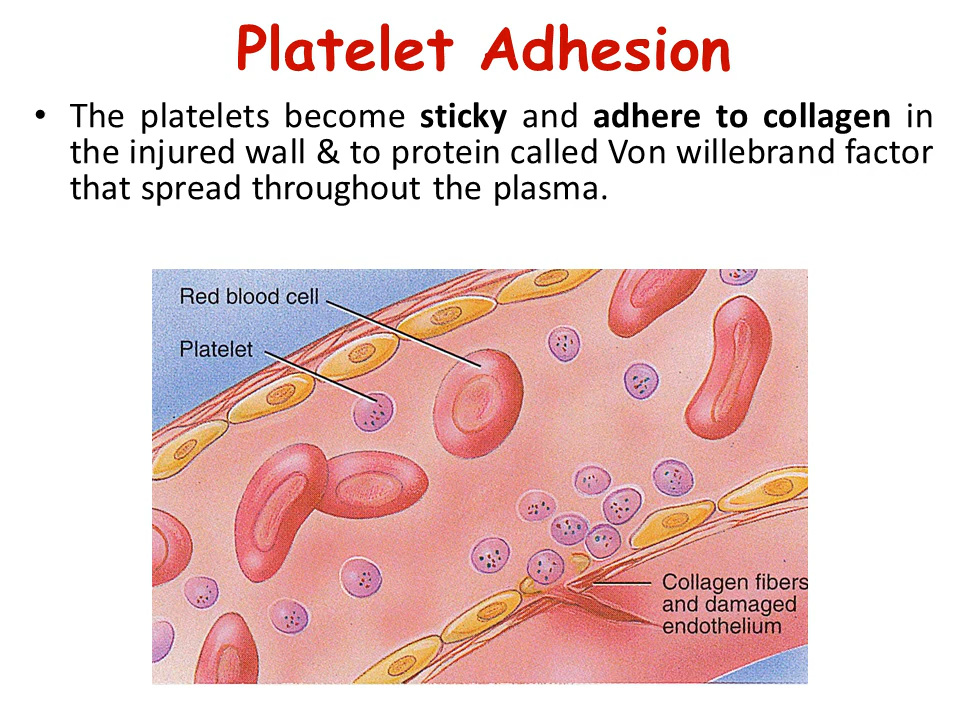 Platelet Adhesion
• The platelets become sticky and adhere to collagen in
the injured wall & to protein called Von willebrand factor
that spread throughout the plasma.
Red blood cell
Platelet
Collagen fibers
and damaged
endothelium